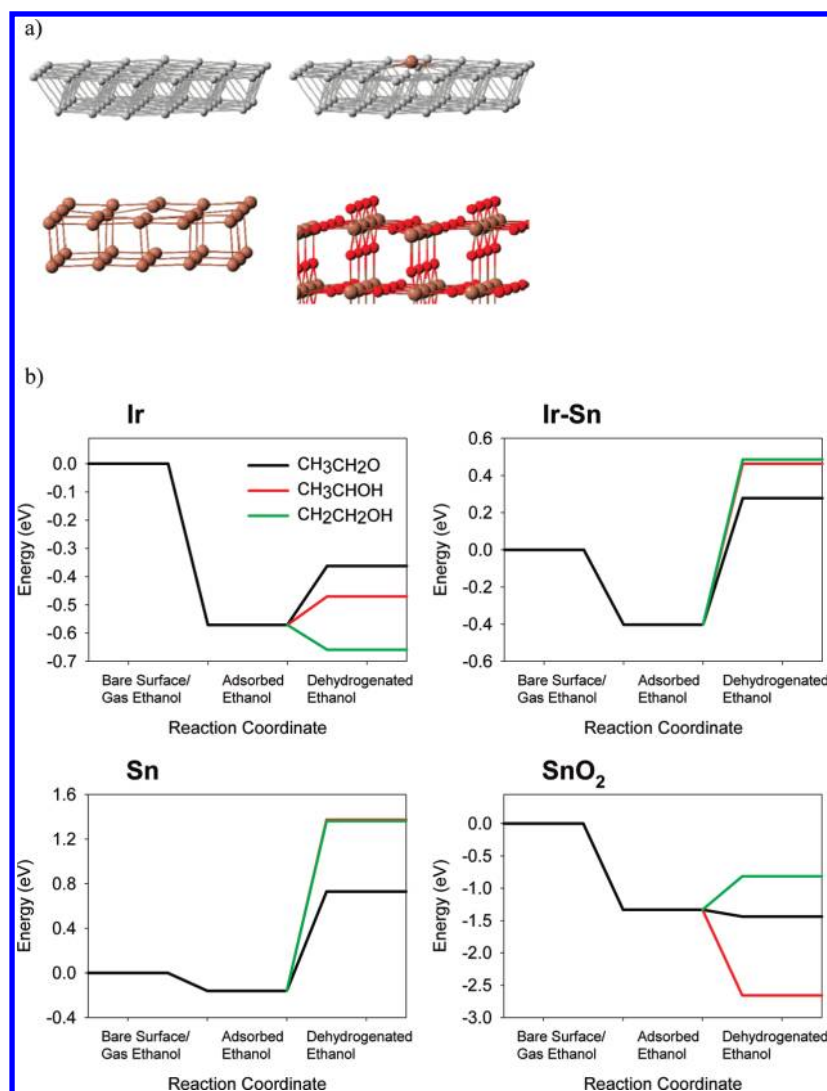 a)
b)
Ir
0.0
-0.1
-0.2
-0.3
-0.4
-0.5
-0.6
-0.7
Energy (eV)
CH3CH2O
CH3CHOH
CH2CH2OH
Bare Surface/
Gas Ethanol
Adsorbed
Ethanol
Dehydrogenated
Ethanol
Reaction Coordinate
Ir-Sn
0.6
0.4
0.2
0.0
-0.2
-0.4
-0.6
Energy (eV)
Bare Surface/
Gas Ethanol
Adsorbed
Ethanol
Dehydrogenated
Ethanol
Reaction Coordinate
Sn
1.6
1.2
0.8
0.4
0.0
-0.4
Energy (eV)
Bare Surface/
Gas Ethanol
Adsorbed
Ethanol
Dehydrogenated
Ethanol
Reaction Coordinate
SnO2
0.0
-0.5
-1.0
-1.5
-2.0
-2.5
-3.0
Energy (eV)
Bare Surface/
Gas Ethanol
Adsorbed
Ethanol
Dehydrogenated
Ethanol
Reaction Coordinate